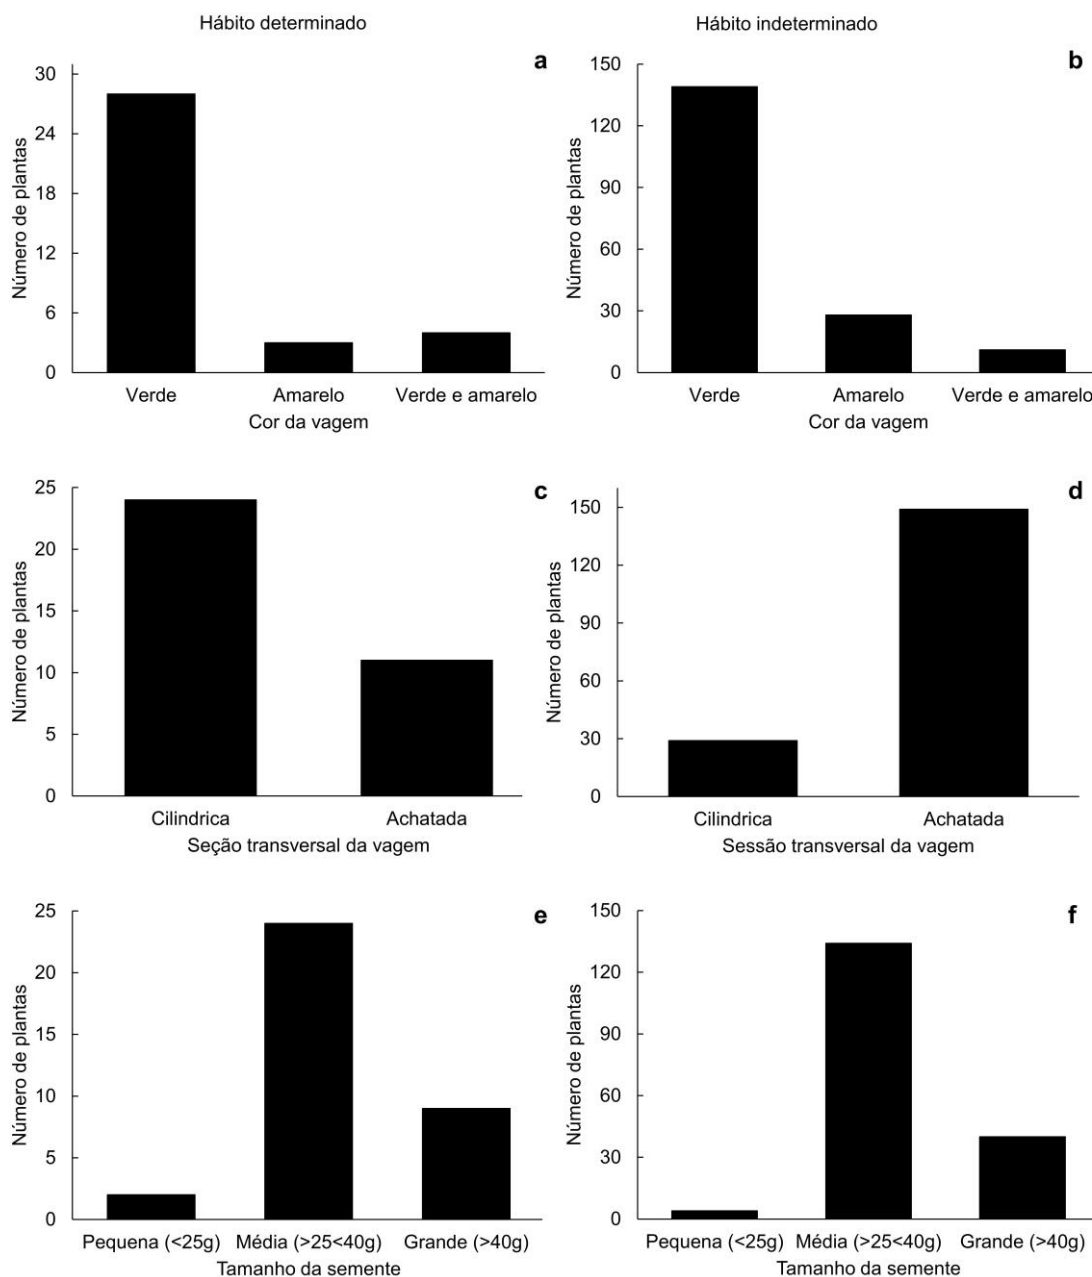 Hábito determinado
Hábito indeterminado
a
Número de plantas
30
24
18
12
6
0
Verde
Amarelo
Verde e amarelo
Cor da vagem
b
Número de plantas
150
120
90
60
30
0
Verde
Amarelo
Verde e amarelo
Cor da vagem
c
Número de plantas
25
20
15
10
5
0
Cilindrica
Achatada
Seção transversal da vagem
d
Número de plantas
150
120
90
60
30
0
Cilindrica
Achatada
Sessão transversal da vagem
e
Número de plantas
25
20
15
10
5
0
Pequena (<25g)
Média (>25<40g)
Grande (>40g)
Tamanho da semente
f
Número de plantas
150
120
90
60
30
0
Pequena (<25g)
Média (>25<40g)
Grande (>40g)
Tamanho da semente